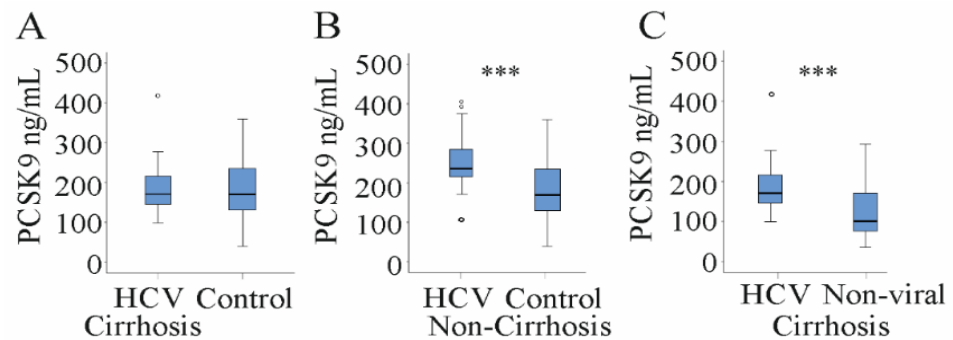 A
PCSK9 ng/mL
500
400
300
200
100
0
HCV Control
Cirrhosis
B
***
PCSK9 ng/mL
500
400
300
200
100
0
HCV Control
Non-Cirrhosis
C
***
PCSK9 ng/mL
500
400
300
200
100
0
HCV Non-viral
Cirrhosis